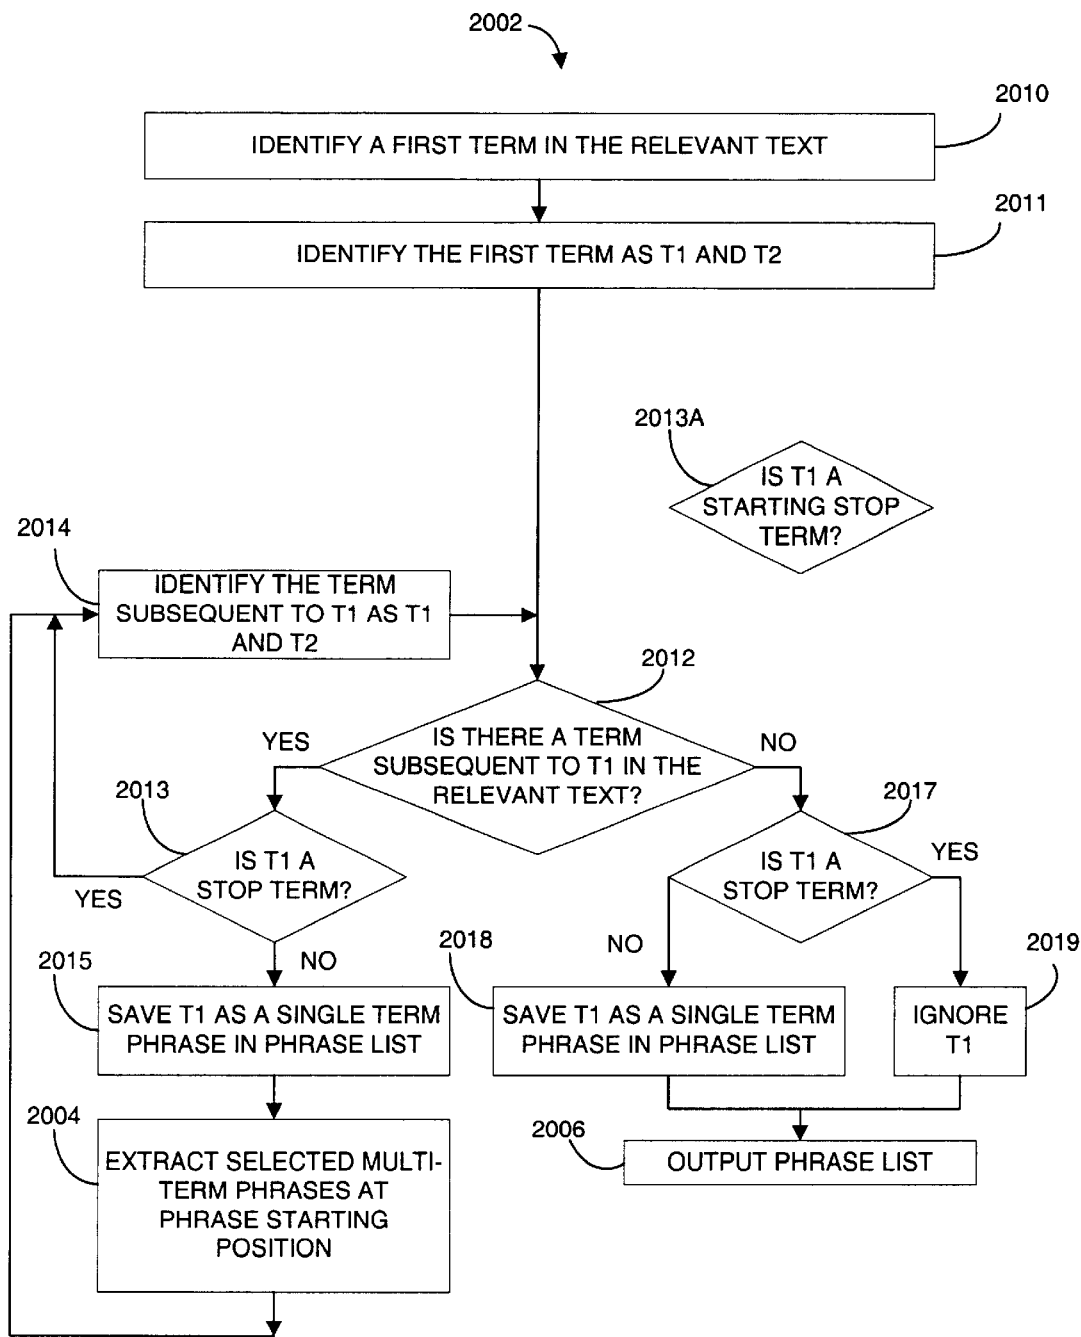 2002
2010
IDENTIFY A FIRST TERM IN THE RELEVANT TEXT
2011
IDENTIFY THE FIRST TERM AS T1 AND T2
2013A
IS T1 A
STARTING STOP
TERM?
2014
IDENTIFY THE TERM
SUBSEQUENT TO T1 AS T1
AND T2
2012
IS THERE A TERM
SUBSEQUENT TO T1 IN THE
RELEVANT TEXT?
YES
NO
2013
IS T1 A
STOP TERM?
YES
NO
2017
IS T1 A
STOP TERM?
YES
NO
2015
SAVE T1 AS A SINGLE TERM
PHRASE IN PHRASE LIST
2018
SAVE T1 AS A SINGLE TERM
PHRASE IN PHRASE LIST
2019
IGNORE
T1
2004
EXTRACT SELECTED MULTI-
TERM PHRASES AT
PHRASE STARTING
POSITION
2006
OUTPUT PHRASE LIST